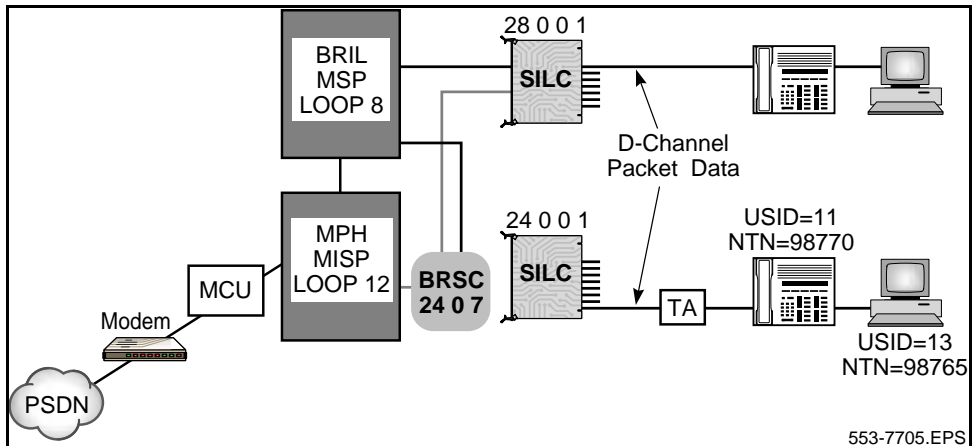 28 0 0 1
BRIL
MSP
LOOP 8
SILC
D-Channel
Packet Data
24 0 0 1
USID=11
NTN=98770
MPH
MISP
LOOP 12
BRSC
24 0 7
SILC
MCU
TA
Modem
USID=13
NTN=98765
PSDN
553-7705.EPS